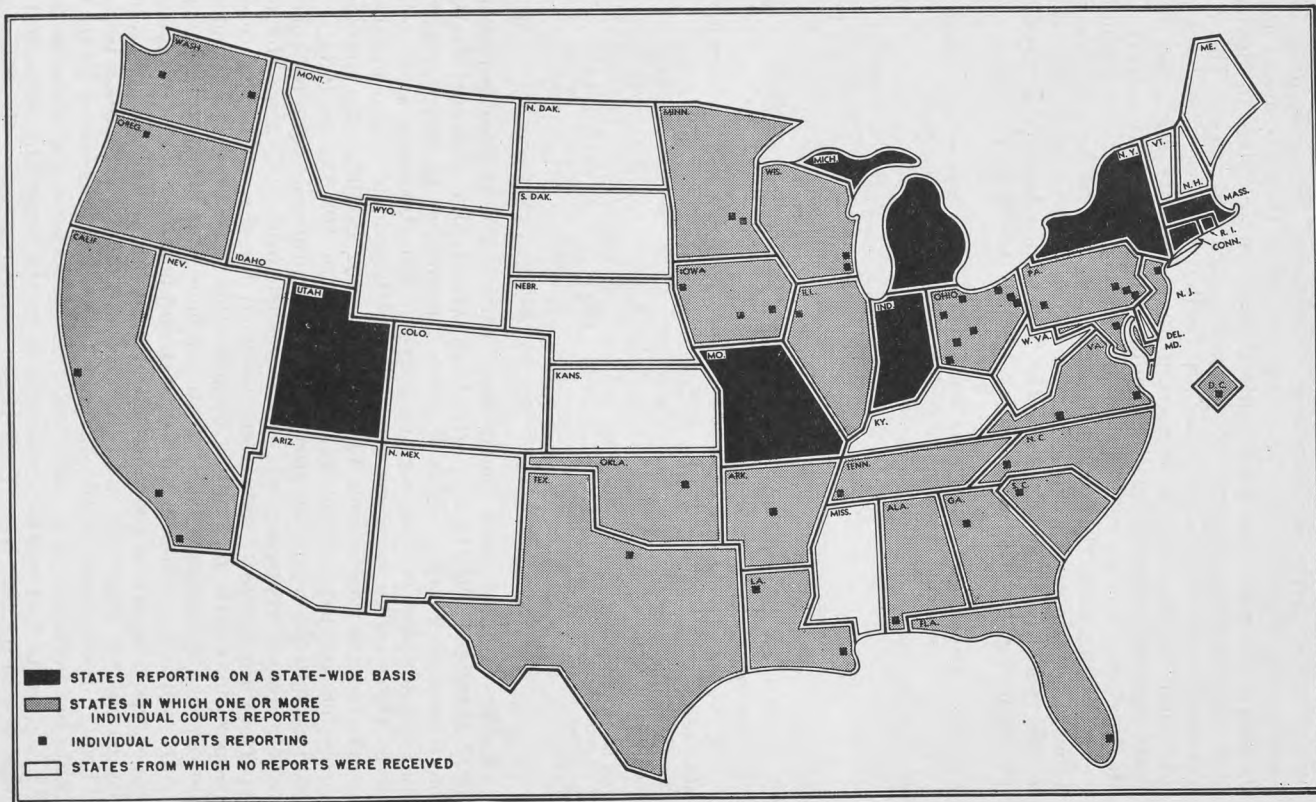 WASH.
MONT.
N. DAK.
MINN.
ME.
OREG.
MICH.
N. Y.
VT.
N. H.
MASS.
WIS.
S. DAK.
WYO.
R. I.
CONN.
CALIF.
NEV.
IDAHO
IOWA
PA.
UTAH
NEBR.
ILL.
IND.
OHIO
N. J.
COLO.
W. VA.
VA.
DEL.
MD.
MO.
KANS.
D. C.
KY.
ARIZ.
N. MEX.
OKLA.
TENN.
N. C.
TEX.
ARK.
S. C.
MISS.
ALA.
GA.
LA.
FLA.
STATES REPORTING ON A STATE-WIDE BASIS
STATES IN WHICH ONE OR MORE
INDIVIDUAL COURTS REPORTED
INDIVIDUAL COURTS REPORTING
STATES FROM WHICH NO REPORTS WERE RECEIVED